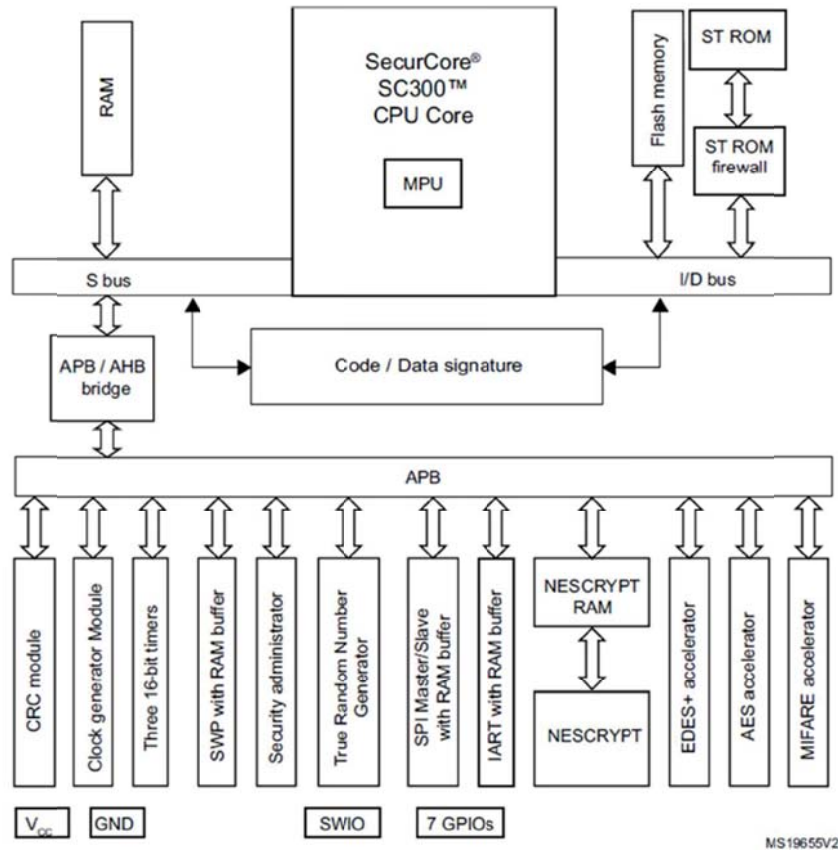 RAM
SecurCore®
SC300™
CPU Core
MPU
Flash memory
ST ROM
ST ROM
firewall
S bus
I/D bus
APB / AHB
bridge
Code / Data signature
APB
CRC module
Clock generator Module
Three 16-bit timers
SWP with RAM buffer
Security administrator
True Random Number
Generator
SPI Master/Slave
with RAM buffer
IART with RAM buffer
NESCRYPT
RAM
NESCRYPT
EDES+ accelerator
AES accelerator
MIFARE accelerator
VCC
GND
SWIO
7 GPIOs
MS19655V2